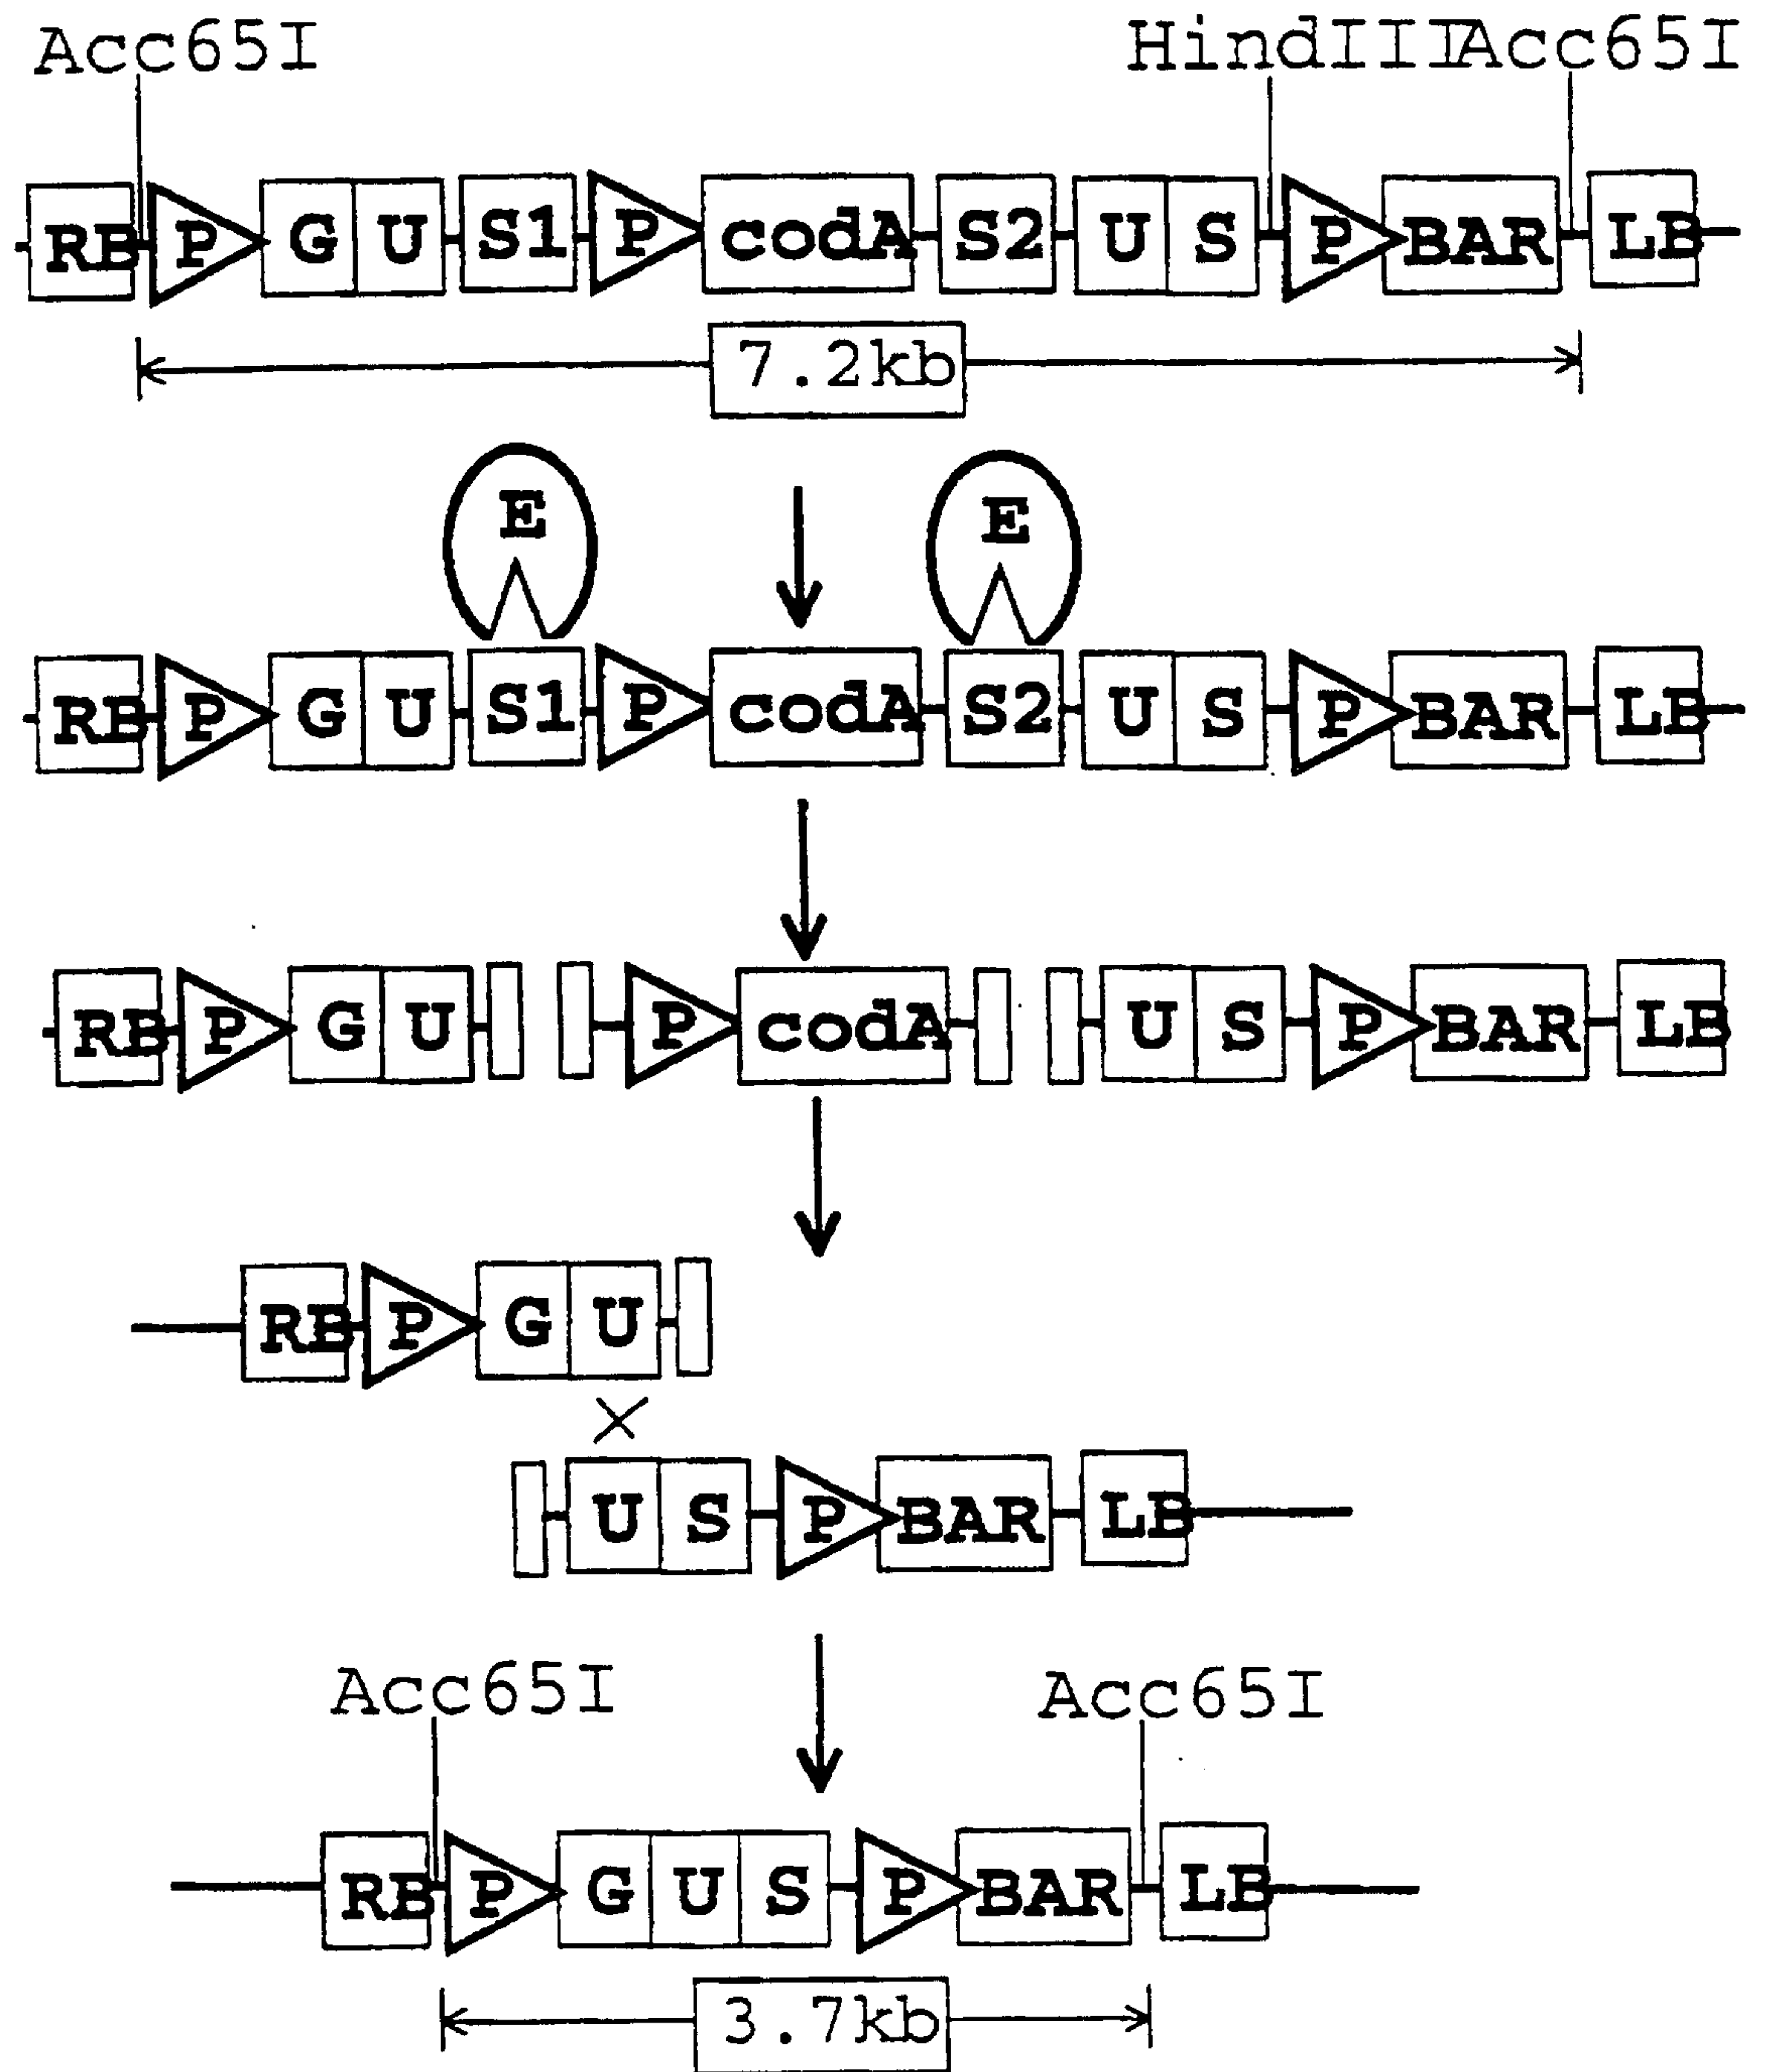 Acc65I HindIII Acc65I
RB P G U S1 P codA S2 U S P BAR LB
7.2kb
E E
RB P G U S1 P codA S2 U S P BAR LB
RB P G U P codA U S P BAR LB
RB P G U
U S P BAR LB
Acc65I Acc65I
RB P G U S P BAR LB
3.7kb